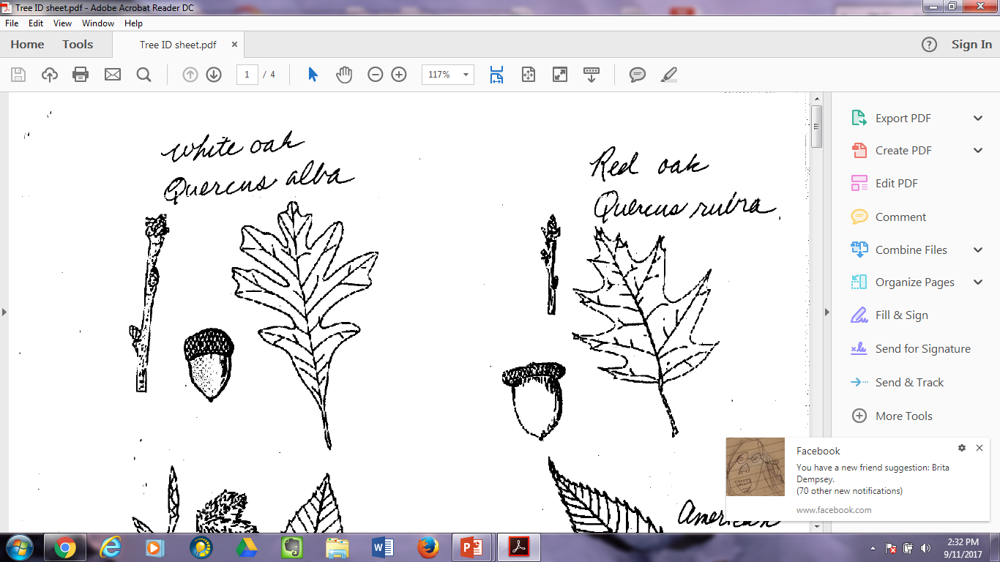 Tree ID sheet.pdf - Adobe Acrobat Reader DC
File Edit View Window Help
Home Tools Tree ID sheet.pdf × Sign In
1 / 4 117%
White oak
Quercus alba
Red oak
Quercus rubra
American
Export PDF
Create PDF
Edit PDF
Comment
Combine Files
Organize Pages
Fill & Sign
Send for Signature
Send & Track
More Tools
Facebook
You have a new friend suggestion: Brita
Dempsey.
(70 other new notifications)
www.facebook.com
2:32 PM
9/11/2017